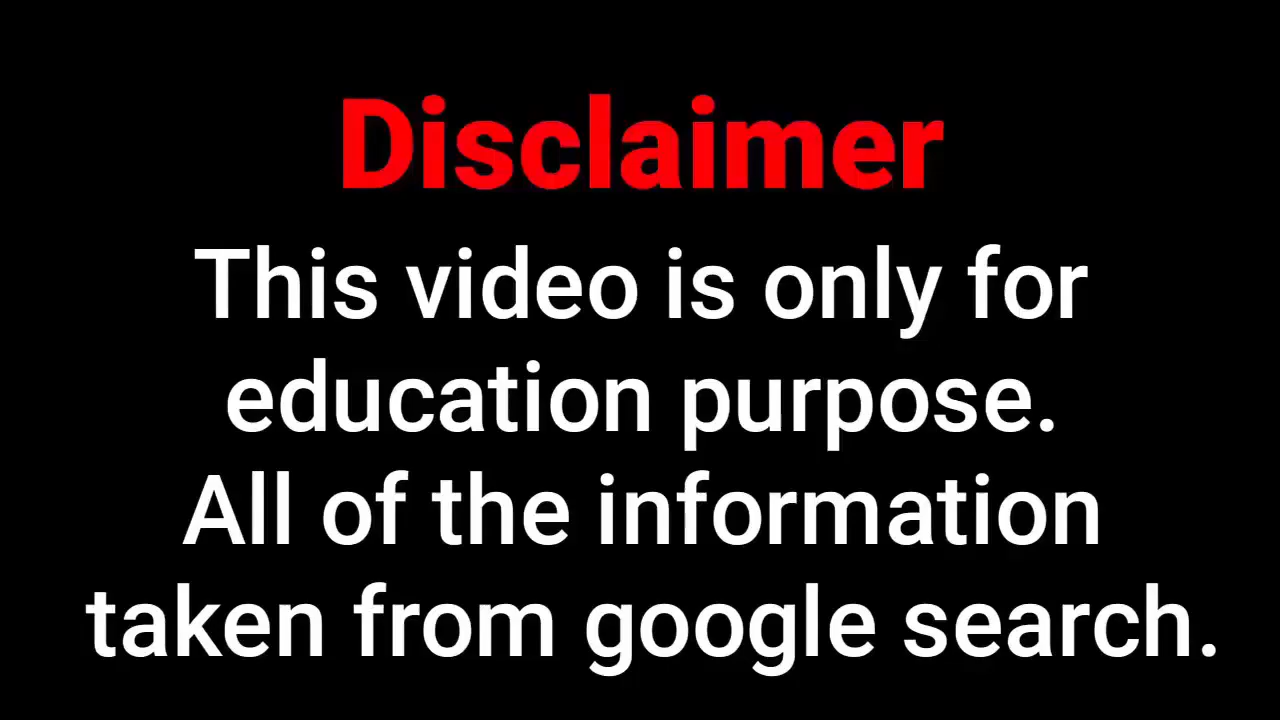 Disclaimer
This video is only for
education purpose.
All of the information
taken from google search.